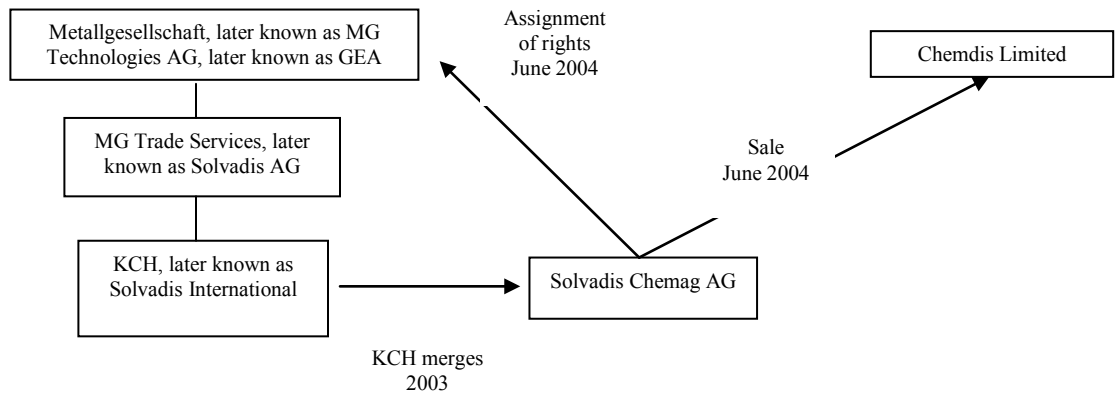 Metallgesellschaft, later known as MG
Technologies AG, later known as GEA
Assignment
of rights
June 2004
Chemdis Limited
MG Trade Services, later
known as Solvadis AG
Sale
June 2004
KCH, later known as
Solvadis International
Solvadis Chemag AG
KCH merges
2003